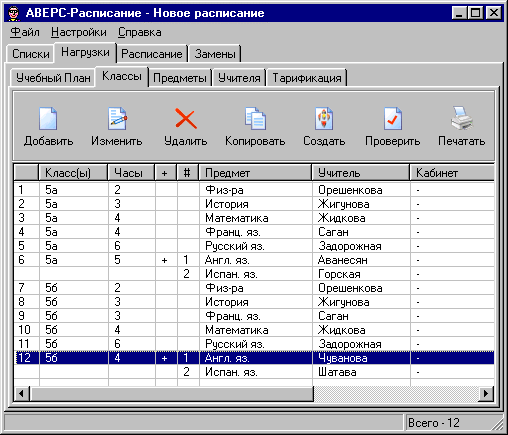 АВЕРС-Расписание - Новое расписание
Файл Настройки Справка
Списки Нагрузки Расписание Замены
Учебный План Классы Предметы Учителя Тарификация
Добавить Изменить Удалить Копировать Создать Проверить Печатать
Класс(ы) Часы + # Предмет Учитель Кабинет
1 5а 2 Физ-ра Орешенкова -
2 5а 3 История Жигунова -
3 5а 4 Математика Жидкова -
4 5а 4 Франц. яз. Саган -
5 5а 6 Русский яз. Задорожная -
6 5а 5 + 1 Англ. яз. Аванесян -
2 Испан. яз. Горская -
7 5б 2 Физ-ра Орешенкова -
8 5б 3 История Жигунова -
9 5б 3 Франц. яз. Саган -
10 5б 4 Математика Жидкова -
11 5б 6 Русский яз. Задорожная -
12 5б 4 + 1 Англ. яз. Чуванова -
2 Испан. яз. Шатава -
Всего - 12